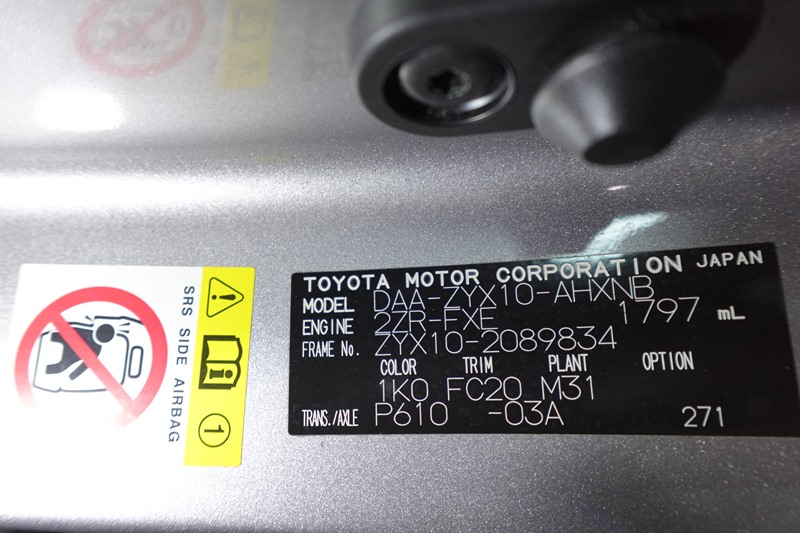 TOYOTA MOTOR CORPORATION JAPAN
MODEL DAA-ZYX10-AHXNB
ENGINE 2ZR-FXE 1797 mL
FRAME No. ZYX10-2089834
COLOR TRIM PLANT OPTION
1K0 FC20 M31
TRANS./AXLE P610 -03A 271
SRS SIDE AIRBAG
i
1